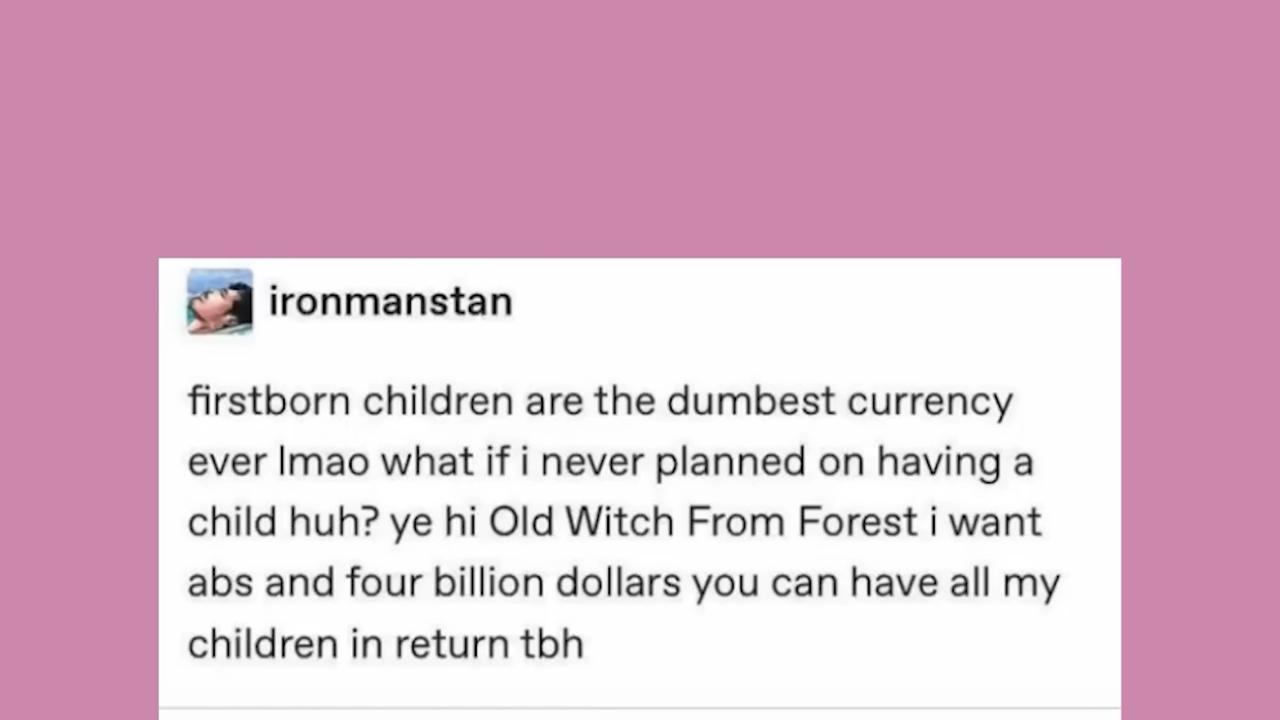 ironmanstan
firstborn children are the dumbest currency
ever lmao what if i never planned on having a
child huh? ye hi Old Witch From Forest i want
abs and four billion dollars you can have all my
children in return tbh